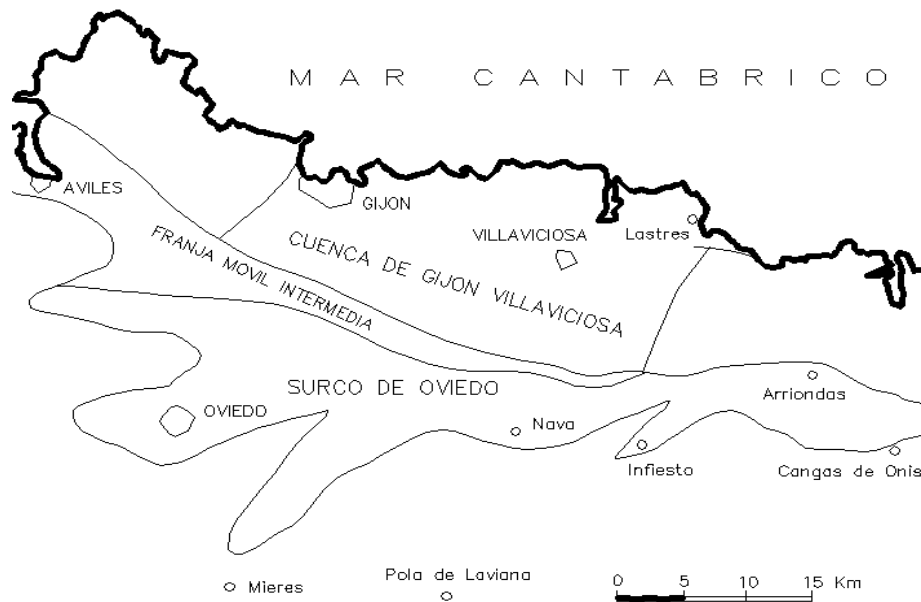 MAR CANTABRICO
AVILES
GIJON
VILLAVICIOSA
Lastres
FRANJA MOVIL INTERMEDIA
CUENCA DE GIJON VILLAVICIOSA
SURCO DE OVIEDO
Arriondas
OVIEDO
Nava
Infiesto
Cangas de Onis
Pola de Laviana
Mieres
0 5 10 15 Km